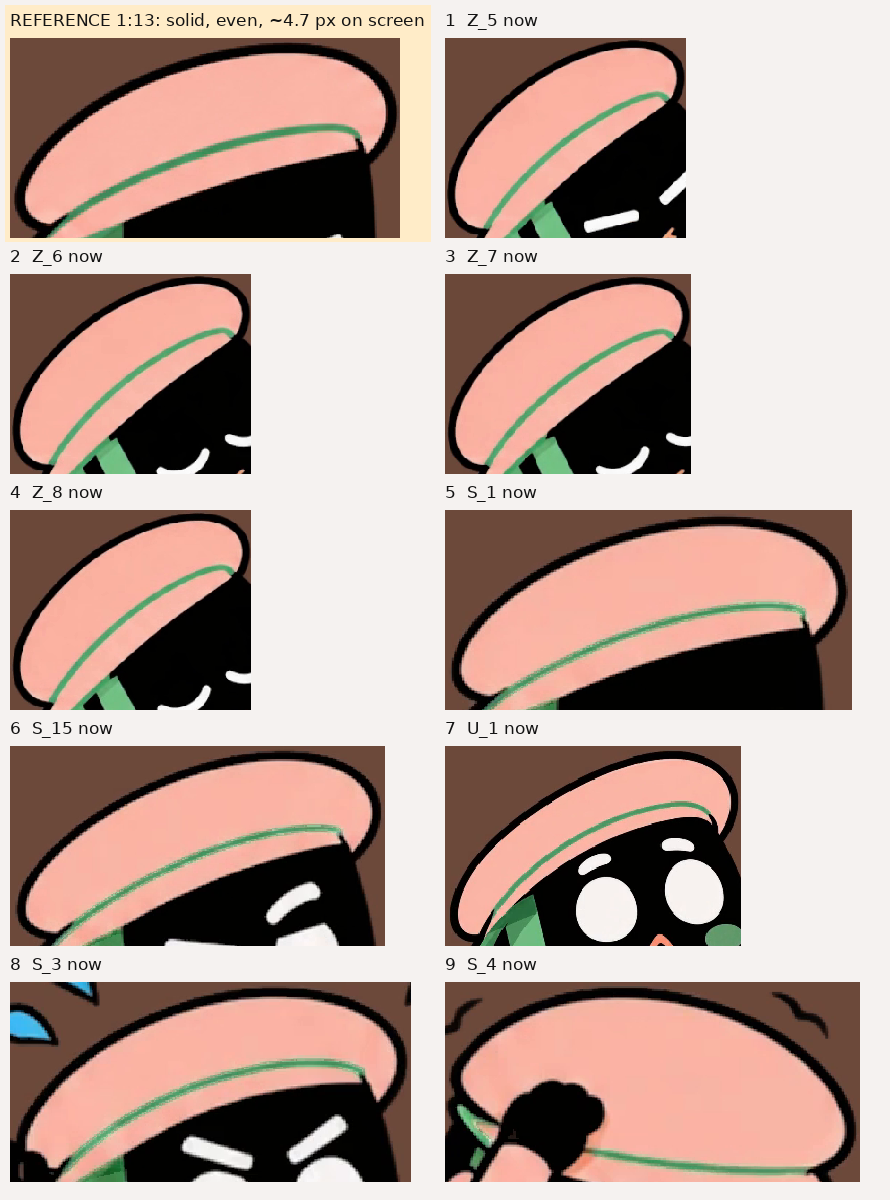 REFERENCE 1:13: solid, even, ~4.7 px on screen
1 Z_5 now
2 Z_6 now
3 Z_7 now
4 Z_8 now
5 S_1 now
6 S_15 now
7 U_1 now
8 S_3 now
9 S_4 now